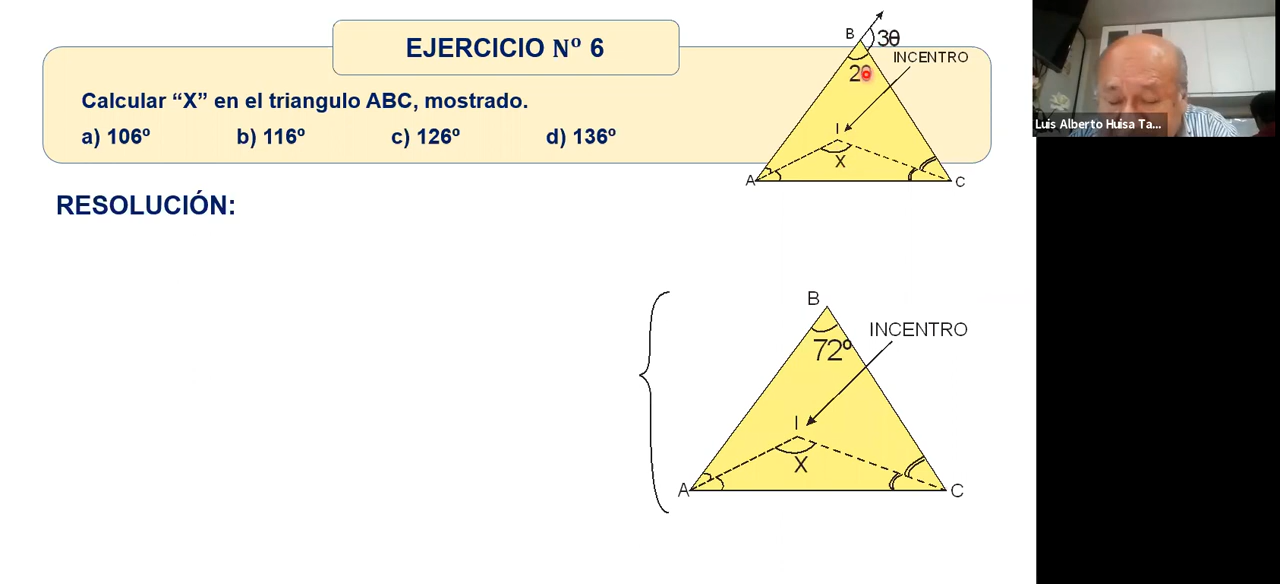 EJERCICIO Nº 6
Calcular “X” en el triangulo ABC, mostrado.
a) 106º b) 116º c) 126º d) 136º
B
3θ
INCENTRO
2θ
I
X
A
C
Luis Alberto Huisa Ta...
RESOLUCIÓN:
B
INCENTRO
72º
I
X
A
C